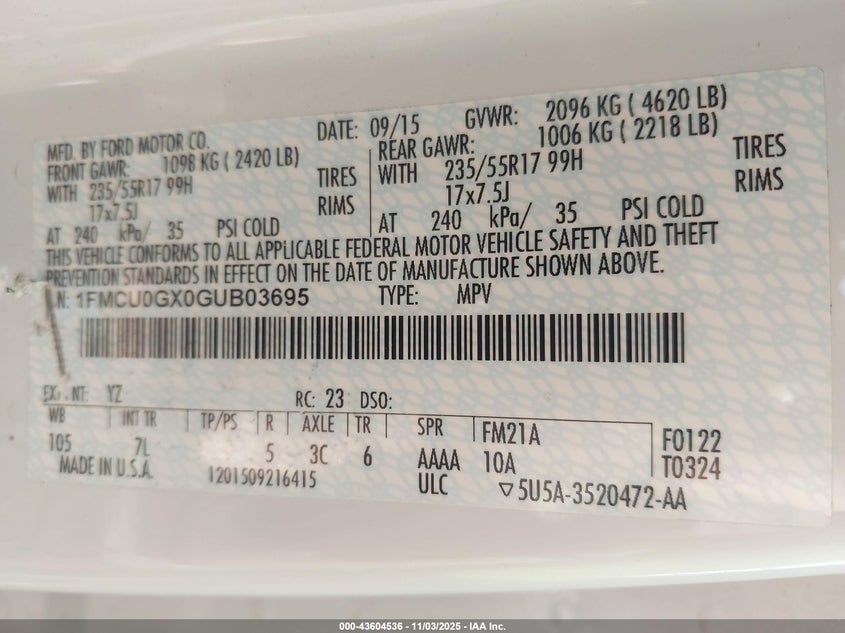 MFD. BY FORD MOTOR CO.
DATE: 09/15 GVWR: 2096 KG ( 4620 LB)
FRONT GAWR: 1098 KG ( 2420 LB)
REAR GAWR: 1006 KG ( 2218 LB)
WITH 235/55R17 99H TIRES
WITH 235/55R17 99H TIRES
17x7.5J RIMS
17x7.5J RIMS
AT 240 kPa/ 35 PSI COLD
AT 240 kPa/ 35 PSI COLD
THIS VEHICLE CONFORMS TO ALL APPLICABLE FEDERAL MOTOR VEHICLE SAFETY AND THEFT
PREVENTION STANDARDS IN EFFECT ON THE DATE OF MANUFACTURE SHOWN ABOVE.
N: 1FMCU0GX0GUB03695 TYPE: MPV
NT: YZ RC: 23 DSO:
WB INT TR TP/PS R AXLE TR SPR FM21A F0122
105 7L 5 3C 6 AAAA 10A T0324
MADE IN U.S.A. 1201509216415 ULC ▽5U5A-3520472-AA
000-43604536 - 11/03/2025 - IAA Inc.